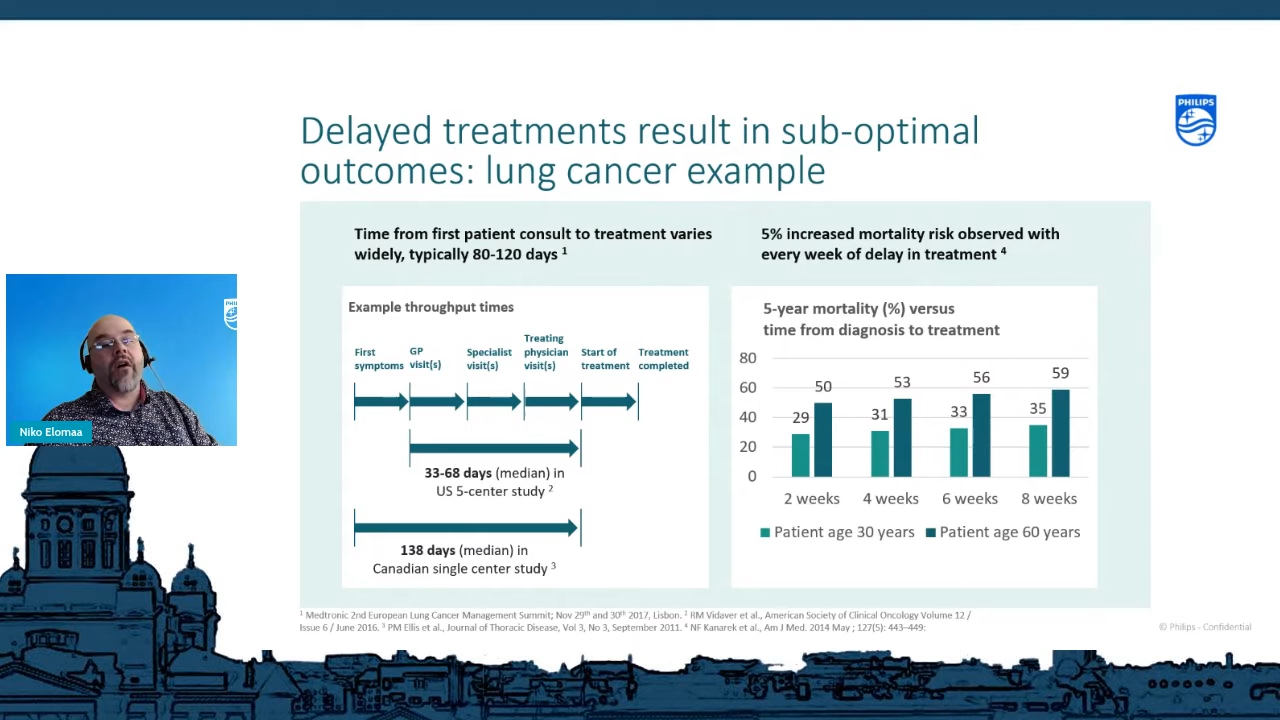 PHILIPS
Delayed treatments result in sub-optimal
outcomes: lung cancer example
Time from first patient consult to treatment varies
widely, typically 80-120 days 1
Example throughput times
First
symptoms
GP
visit(s)
Specialist
visit(s)
Treating
physician
visit(s)
Start of
treatment
Treatment
completed
33-68 days (median) in
US 5-center study 2
138 days (median) in
Canadian single center study 3
5% increased mortality risk observed with
every week of delay in treatment 4
5-year mortality (%) versus
time from diagnosis to treatment
80
60
40
20
0
29 50 31 53 33 56 35 59
2 weeks 4 weeks 6 weeks 8 weeks
Patient age 30 years Patient age 60 years
PHIL
Niko Elomaa
1 Medtronic 2nd European Lung Cancer Management Summit; Nov 29th and 30th 2017, Lisbon. 2 RM Vidaver et al., American Society of Clinical Oncology Volume 12 /
Issue 6 / June 2016. 3 PM Ellis et al., Journal of Thoracic Disease, Vol 3, No 3, September 2011. 4 NF Kanarek et al., Am J Med. 2014 May ; 127(5): 443–449:
© Philips - Confidential